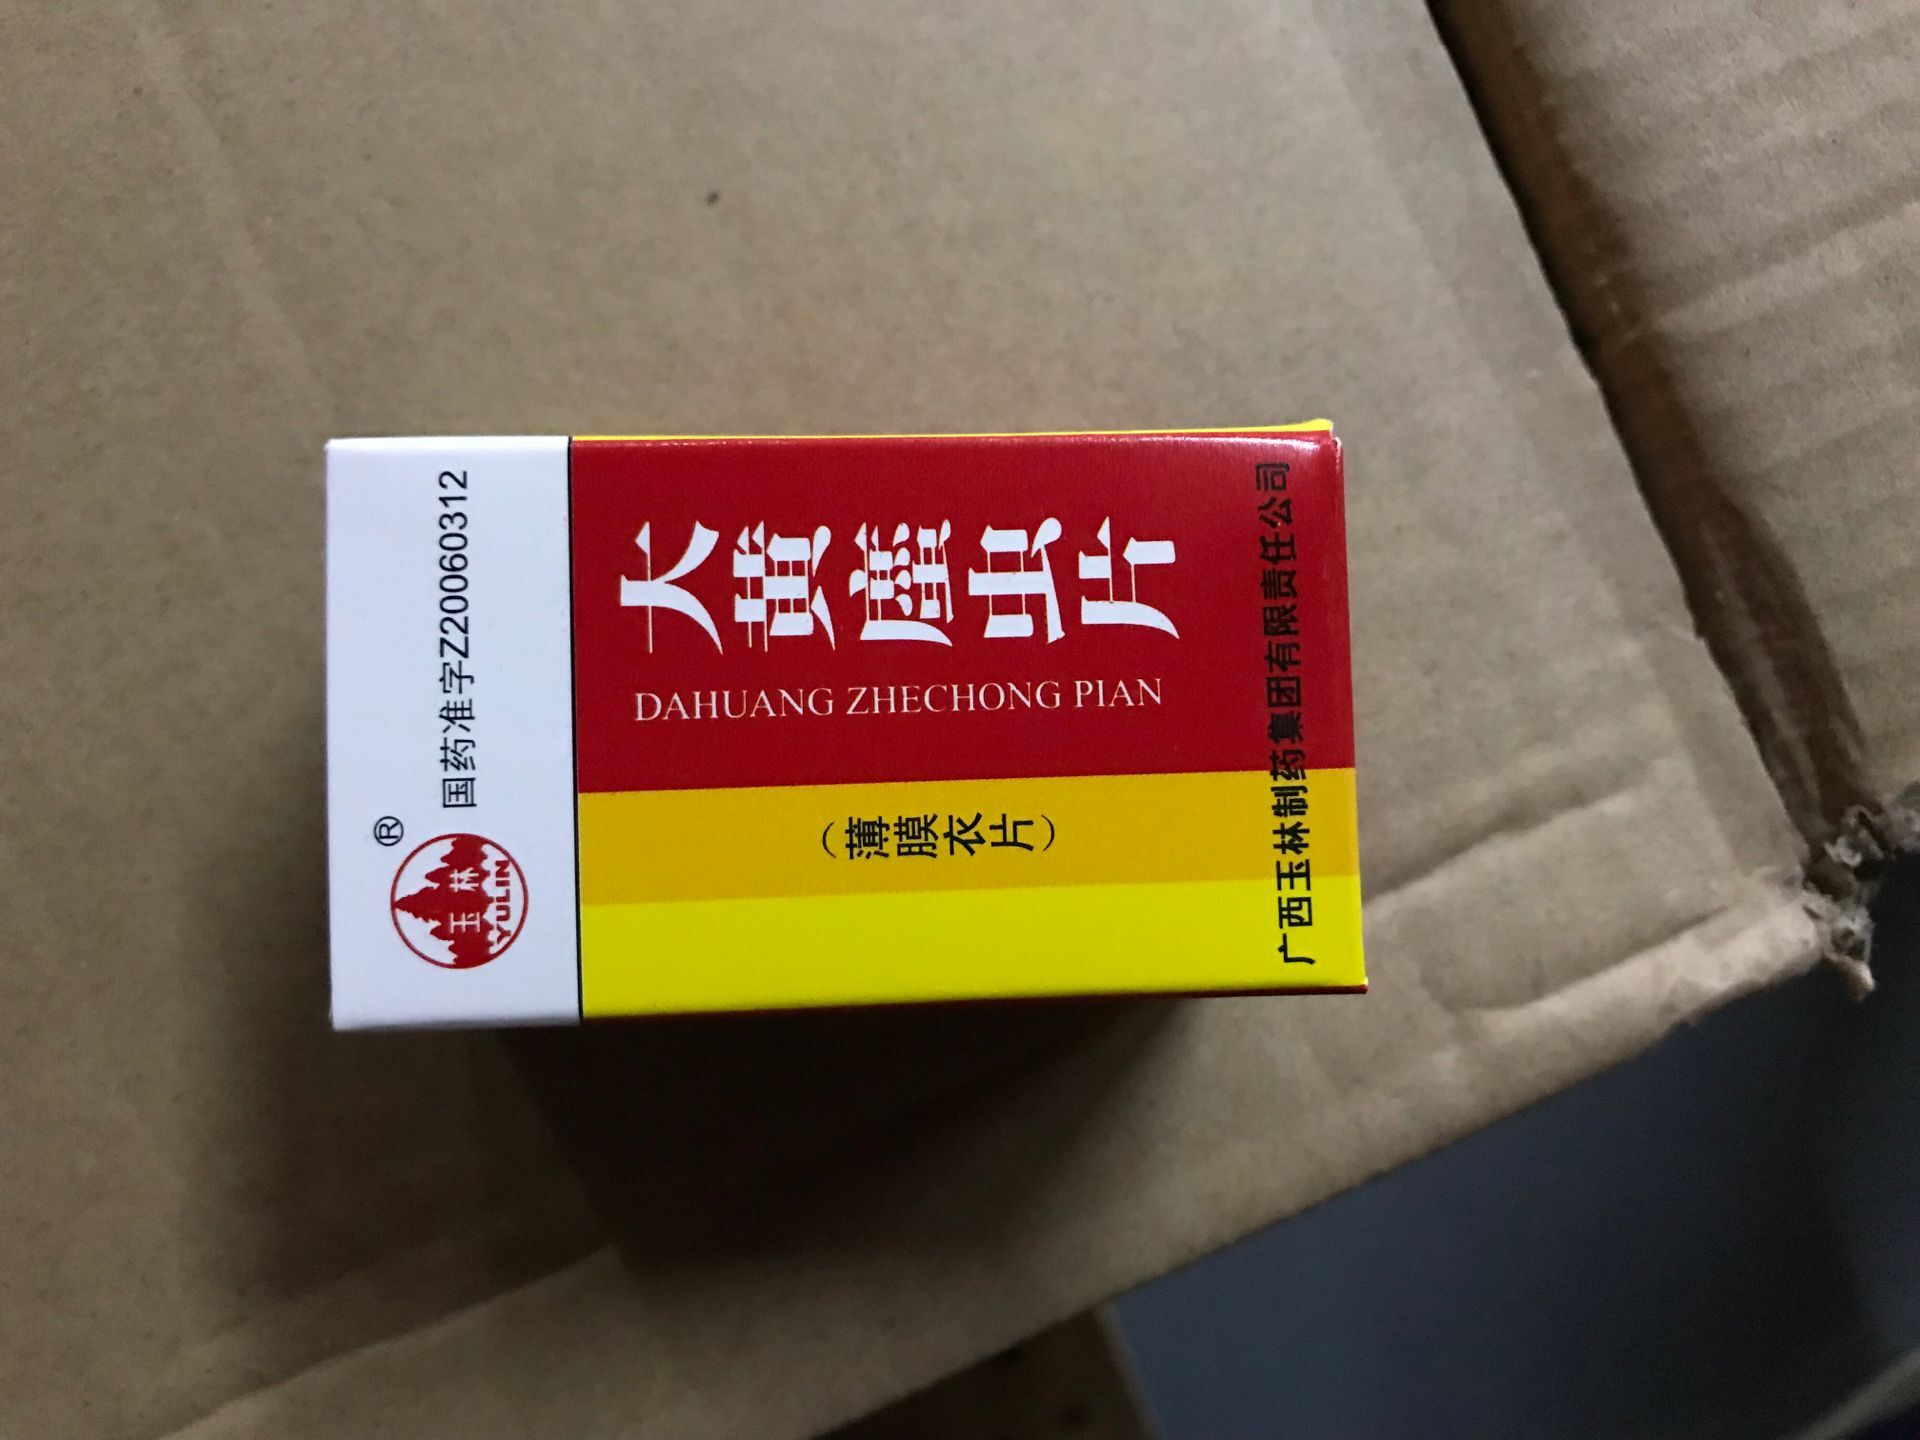 玉林
YULIN
®
国药准字Z20060312
大黄䗪虫片
DAHUANG ZHECHONG PIAN
(薄膜衣片)
广西玉林制药集团有限责任公司